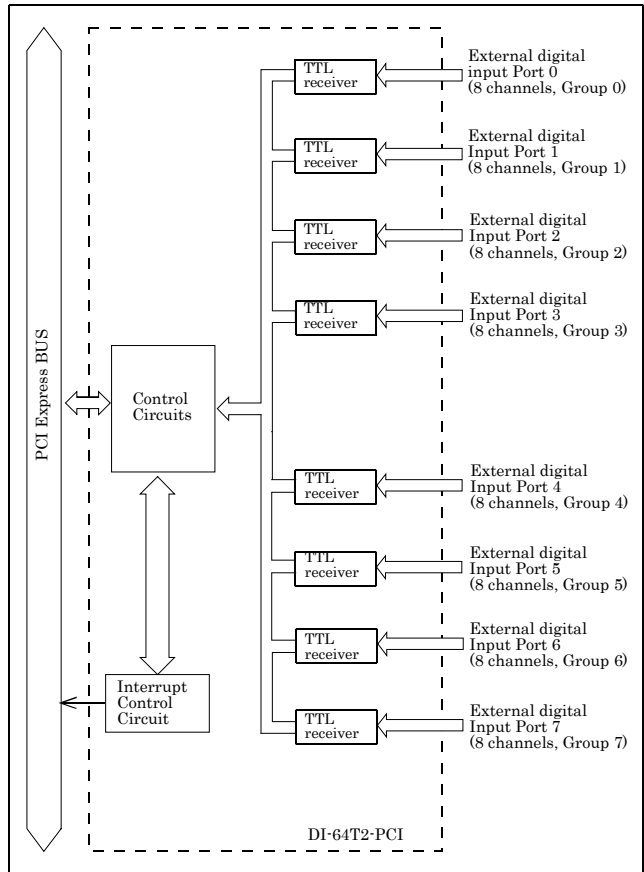 TTL
receiver
External digital
input Port 0
(8 channels, Group 0)
TTL
receiver
External digital
Input Port 1
(8 channels, Group 1)
TTL
receiver
External digital
Input Port 2
(8 channels, Group 2)
TTL
receiver
External digital
Input Port 3
(8 channels, Group 3)
PCI Express BUS
Control
Circuits
TTL
receiver
External digital
Input Port 4
(8 channels, Group 4)
TTL
receiver
External digital
Input Port 5
(8 channels, Group 5)
TTL
receiver
External digital
Input Port 6
(8 channels, Group 6)
Interrupt
Control
Circuit
TTL
receiver
External digital
Input Port 7
(8 channels, Group 7)
DI-64T2-PCI